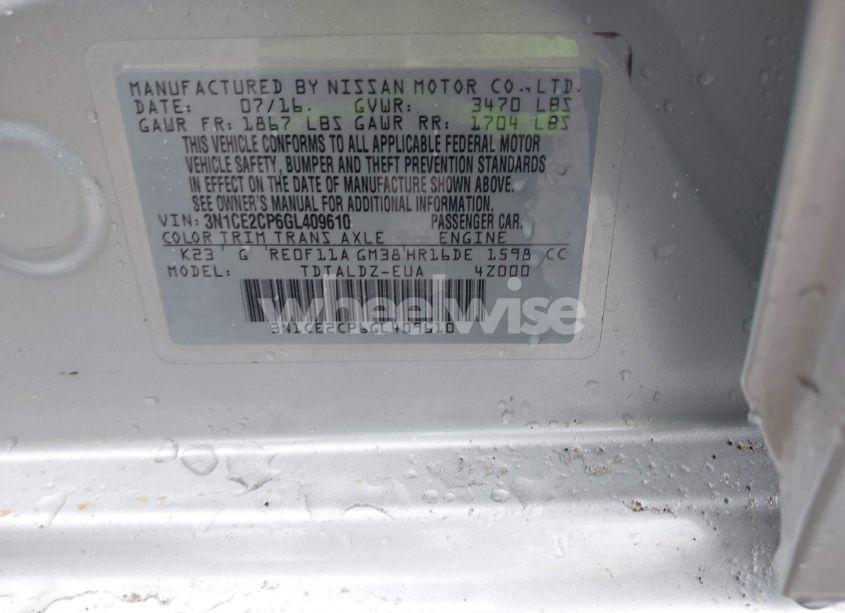 MANUFACTURED BY NISSAN MOTOR CO.,LTD.
DATE: 07/16. GVWR: 3470 LBS
GAWR FR: 1867 LBS GAWR RR: 1704 LBS
THIS VEHICLE CONFORMS TO ALL APPLICABLE FEDERAL MOTOR
VEHICLE SAFETY, BUMPER AND THEFT PREVENTION STANDARDS
IN EFFECT ON THE DATE OF MANUFACTURE SHOWN ABOVE.
SEE OWNER'S MANUAL FOR ADDITIONAL INFORMATION.
VIN: 3N1CE2CP6GL409610 PASSENGER CAR.
COLOR TRIM TRANS AXLE ENGINE
K23 G RE0F11A GM38 HR16DE 1598 CC
MODEL: TDTALDZ-EUA 4Z000
wheelwise
3N1CE2CP6GL409610